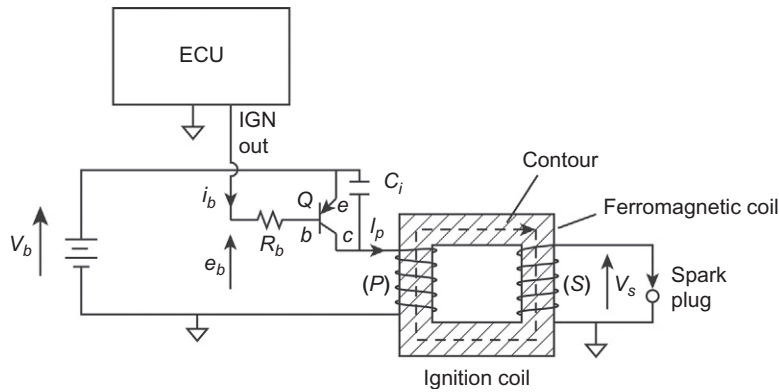 ECU
IGN
out
Contour
C_i
Q
e
i_b
Ferromagnetic coil
I_p
V_b
R_b
b
c
e_b
(P)
(S)
V_s
Spark
plug
Ignition coil